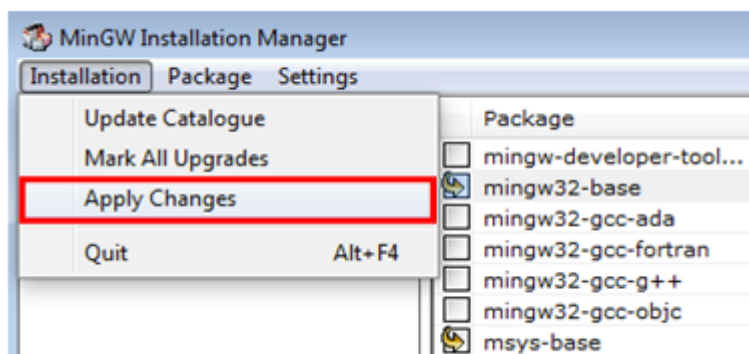 MinGW Installation Manager
Installation Package Settings
Update Catalogue
Mark All Upgrades
Apply Changes
Quit Alt+F4
Package
mingw-developer-tool...
mingw32-base
mingw32-gcc-ada
mingw32-gcc-fortran
mingw32-gcc-g++
mingw32-gcc-objc
msys-base